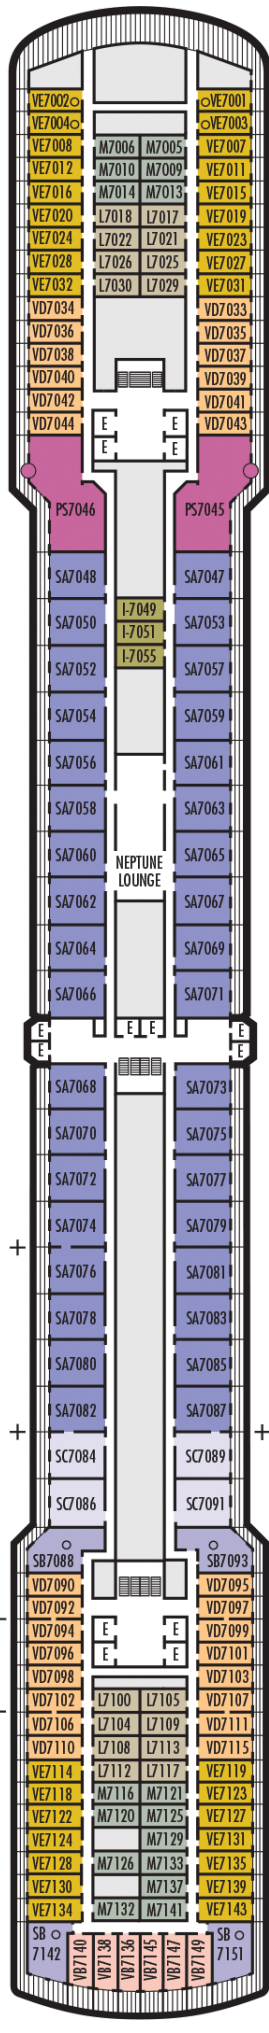 VE7002 VE7001
VE7004 VE7003
VE7008 M7006 M7005 VE7007
VE7012 M7010 M7009 VE7011
VE7016 M7014 M7013 VE7015
VE7020 L7018 L7017 VE7019
VE7024 L7022 L7021 VE7023
VE7028 L7026 L7025 VE7027
VE7032 L7030 L7029 VE7031
VD7034 VD7033
VD7036 VD7035
VD7038 VD7037
VD7040 VD7039
VD7042 VD7041
VD7044 E E VD7043
E E
PS7046 PS7045
SA7048 SA7047
I-7049
SA7050 SA7053
I-7051
I-7055
SA7052 SA7057
SA7054 SA7059
SA7056 SA7061
SA7058 SA7063
SA7060 NEPTUNE SA7065
LOUNGE
SA7062 SA7067
SA7064 SA7069
SA7066 SA7071
E E E E
E E
SA7068 SA7073
SA7070 SA7075
SA7072 SA7077
SA7074 SA7079
SA7076 SA7081
SA7078 SA7083
SA7080 SA7085
SA7082 SA7087
SC7084 SC7089
SC7086 SC7091
SB7088 SB7093
VD7090 VD7095
VD7092 VD7097
VD7094 E E VD7099
VD7096 E E VD7101
VD7098 VD7103
VD7102 L7100 L7105 VD7107
VD7106 L7104 L7109 VD7111
VD7110 L7108 L7113 VD7115
VE7114 L7112 L7117 VE7119
VE7118 M7116 M7121 VE7123
VE7122 M7120 M7125 VE7127
VE7124 M7129 VE7131
VE7128 M7126 M7133 VE7135
VE7130 M7137 VE7139
VE7134 M7132 M7141 VE7143
SB SB
7142 7151
VB7140 VB7138 VB7136 VB7145 VB7147 VB7149